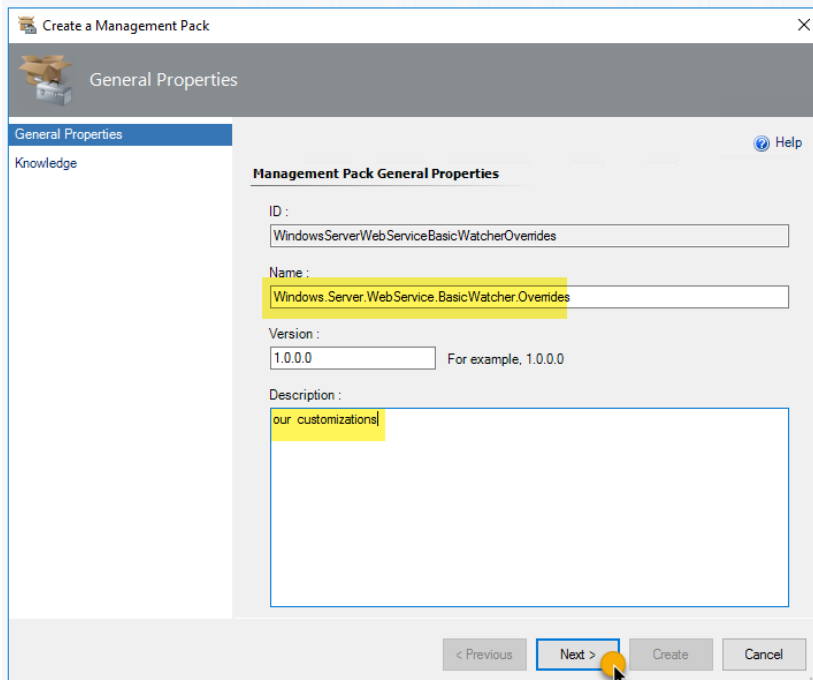 Create a Management Pack
General Properties
General Properties
Knowledge
Help
Management Pack General Properties
ID :
WindowsServerWebServiceBasicWatcherOverrides
Name :
Windows.Server.WebService.BasicWatcher.Overrides
Version :
1.0.0.0 For example, 1.0.0.0
Description :
our customizations
< Previous Next > Create Cancel